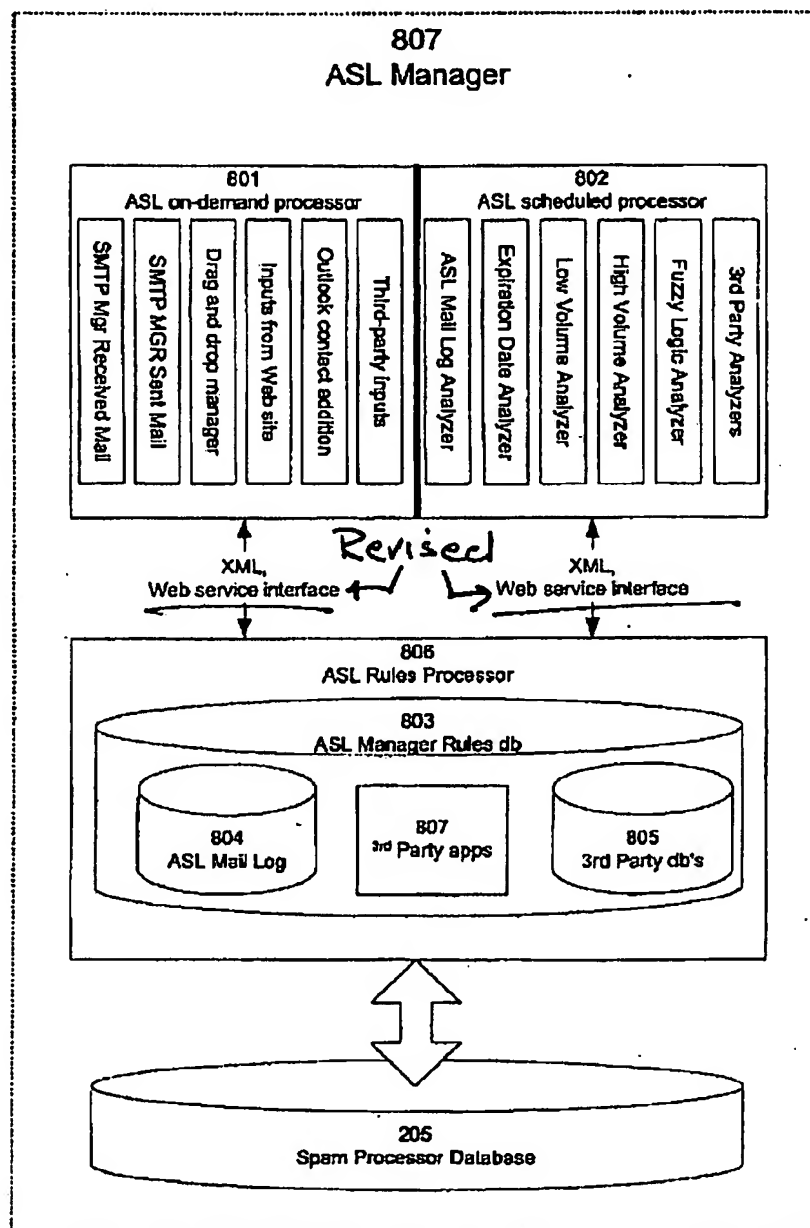 807
ASL Manager
801
ASL on-demand processor
SMTP Mgr Received Mail
SMTP MGR Sent Mail
Drag and drop manager
Inputs from Web site
Outlook contact addition
Third-party inputs
802
ASL scheduled processor
ASL Mail Log Analyzer
Expiration Date Analyzer
Low Volume Analyzer
High Volume Analyzer
Fuzzy Logic Analyzer
3rd Party Analyzers
Revised
XML,
Web service interface
XML,
Web service interface
806
ASL Rules Processor
803
ASL Manager Rules db
804
ASL Mail Log
807
3rd Party apps
805
3rd Party db's
205
Spam Processor Database